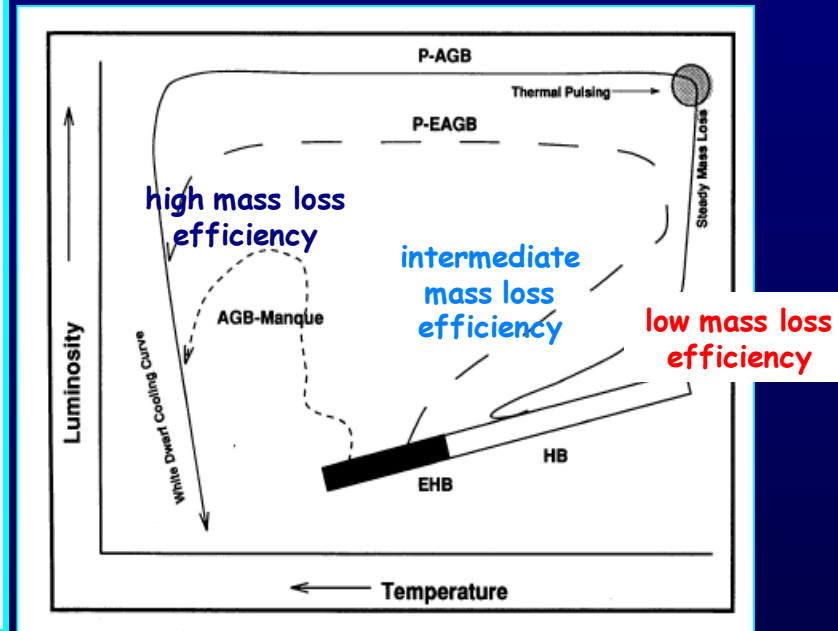 P-AGB
Thermal Pulsing
P-EAGB
Steady Mass Loss
high mass loss
efficiency
intermediate
mass loss
efficiency
AGB-Manque
low mass loss
efficiency
Luminosity
White Dwarf Cooling Curve
HB
EHB
Temperature